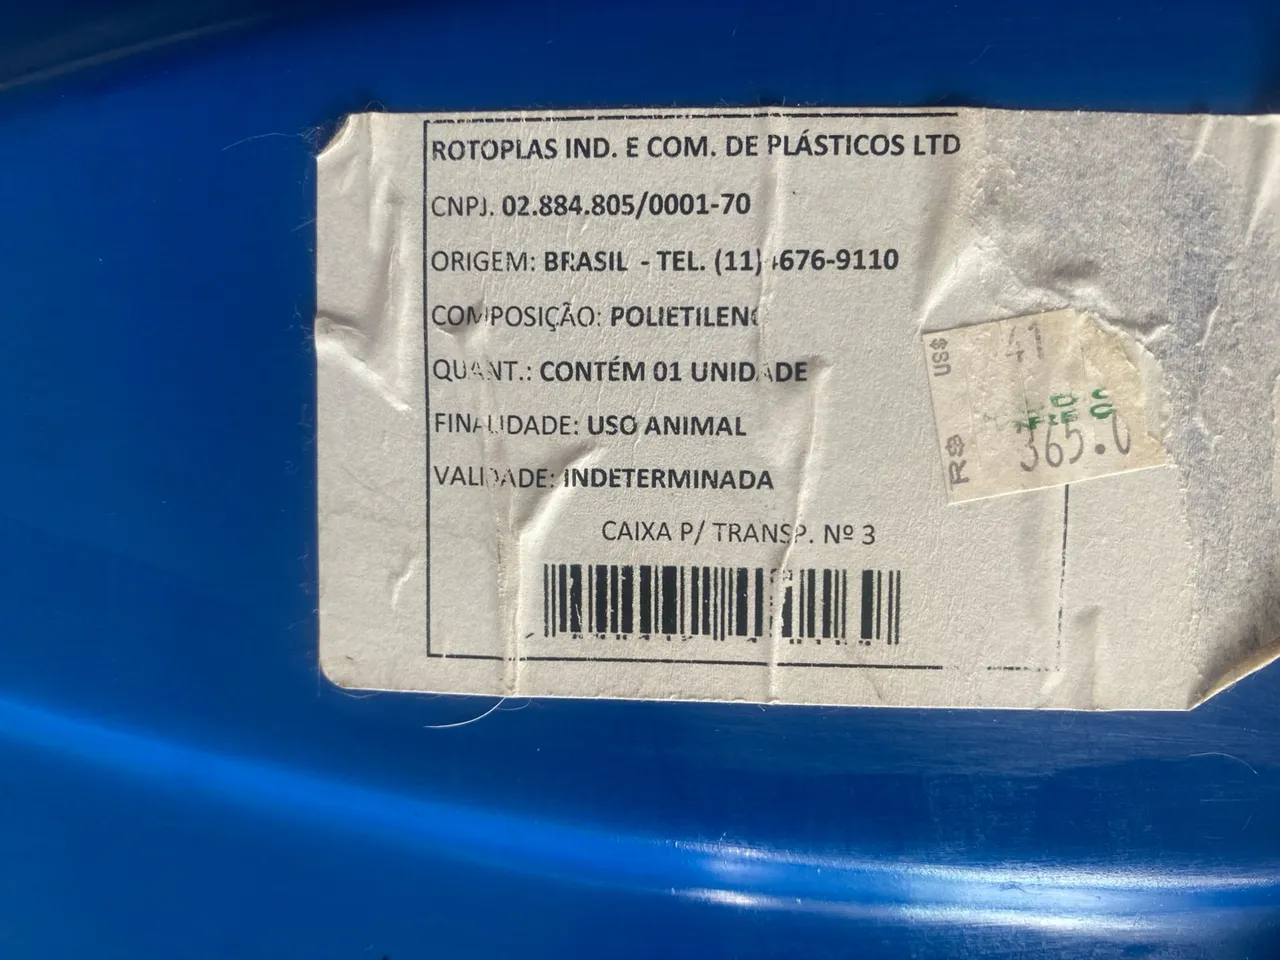 ROTOPLAS IND. E COM. DE PLÁSTICOS LTD
CNPJ. 02.884.805/0001-70
ORIGEM: BRASIL - TEL. (11) 4676-9110
COMPOSIÇÃO: POLIETILENO
QUANT.: CONTÉM 01 UNIDADE
FINALIDADE: USO ANIMAL
VALIDADE: INDETERMINADA
CAIXA P/ TRANSP. Nº 3
US$
R$ 365.0